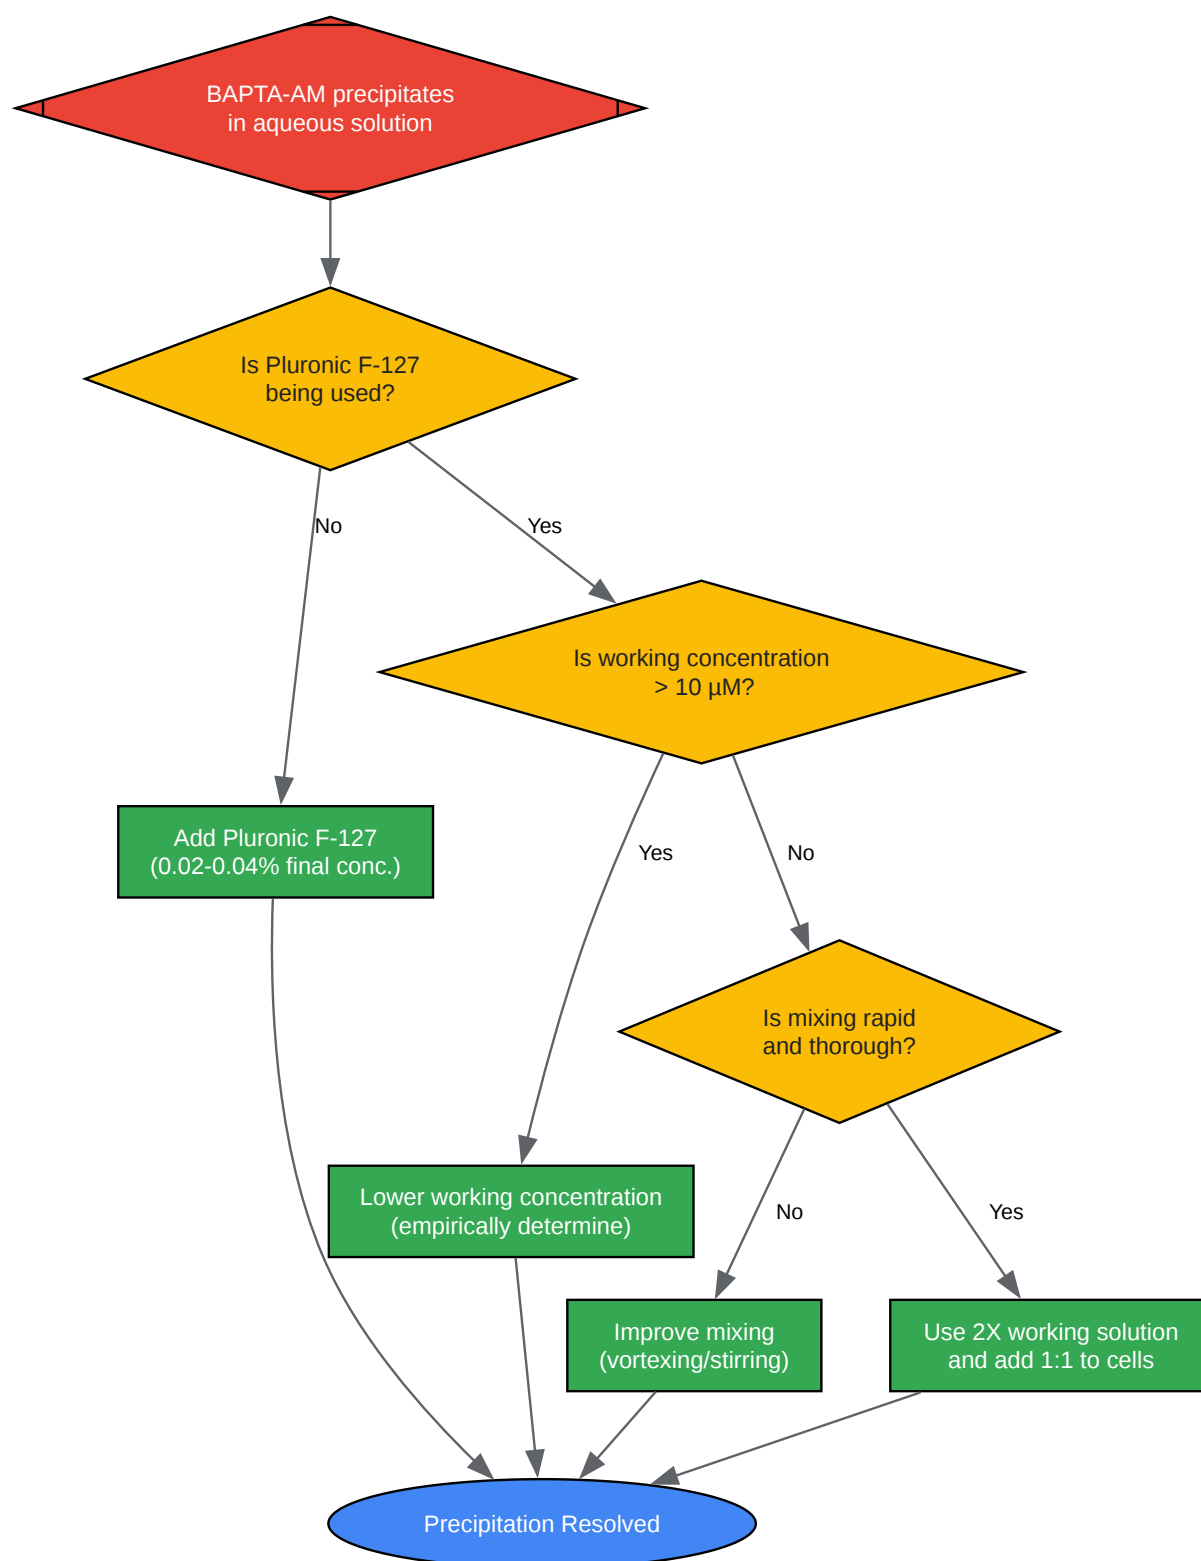 BAPTA-AM precipitates
in aqueous solution
Is Pluronic F-127
being used?
No
Yes
Is working concentration
> 10 µM?
Add Pluronic F-127
(0.02-0.04% final conc.)
Yes
No
Is mixing rapid
and thorough?
Lower working concentration
(empirically determine)
No
Yes
Improve mixing
(vortexing/stirring)
Use 2X working solution
and add 1:1 to cells
Precipitation Resolved